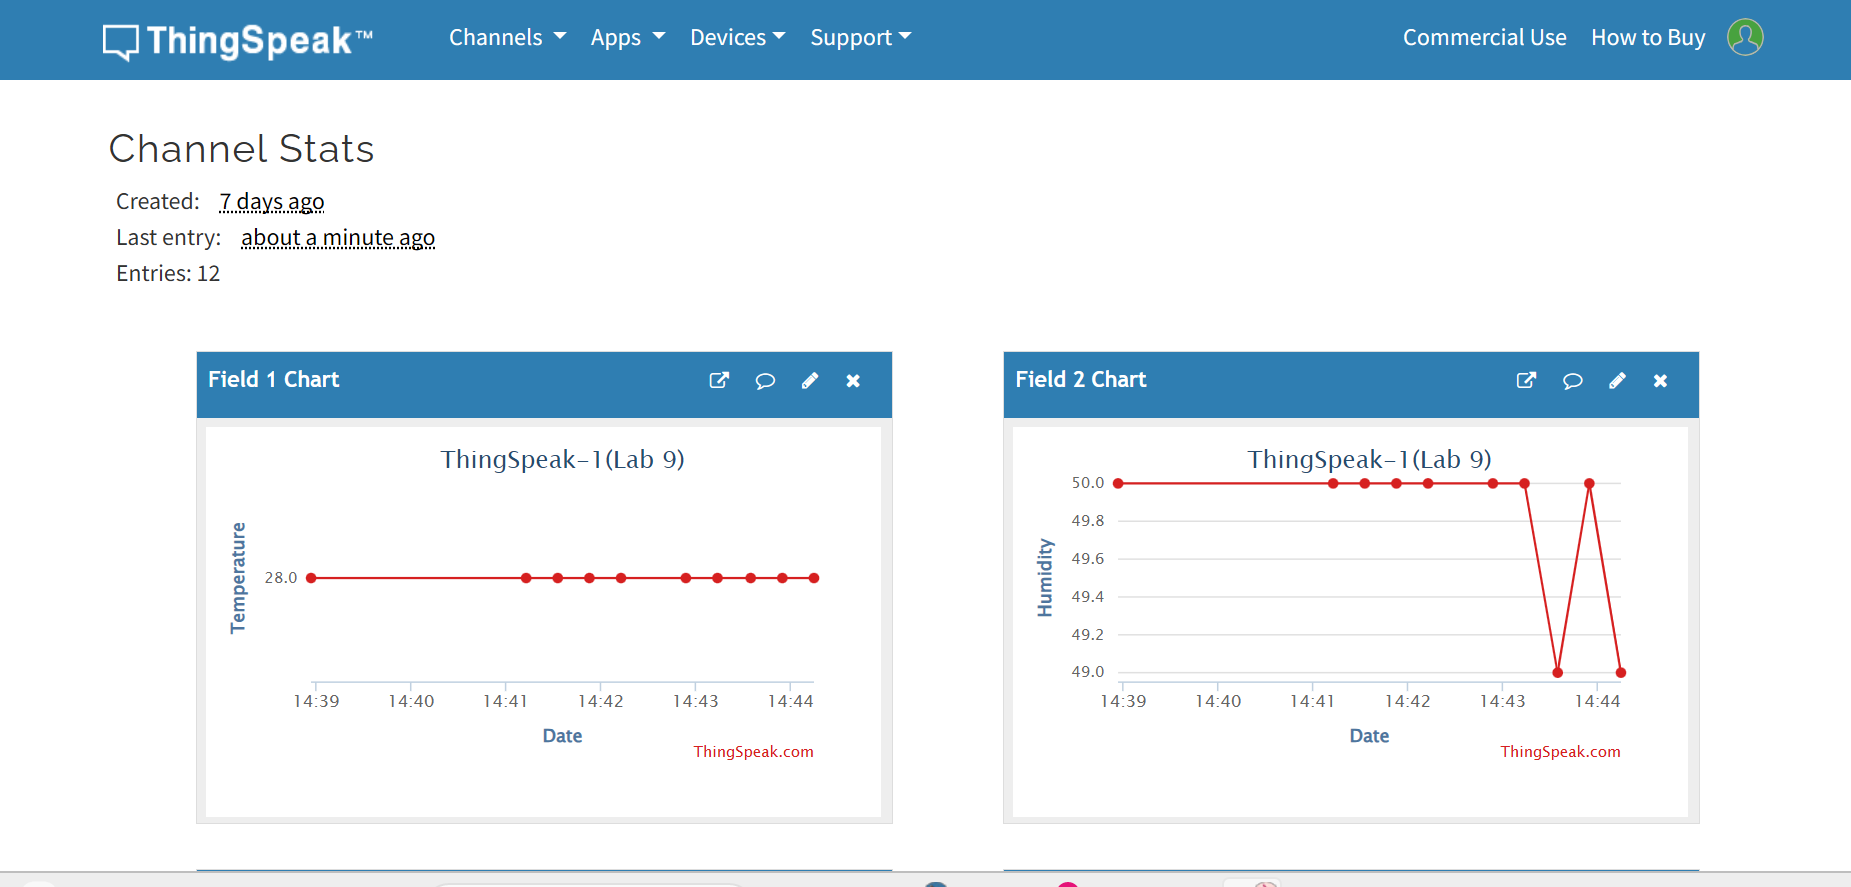 ThingSpeak™ Channels Apps Devices Support Commercial Use How to Buy
Channel Stats
Created: 7 days ago
Last entry: about a minute ago
Entries: 12
Field 1 Chart
ThingSpeak-1(Lab 9)
Temperature
28.0
14:39 14:40 14:41 14:42 14:43 14:44
Date
ThingSpeak.com
Field 2 Chart
ThingSpeak-1(Lab 9)
Humidity
50.0
49.8
49.6
49.4
49.2
49.0
14:39 14:40 14:41 14:42 14:43 14:44
Date
ThingSpeak.com